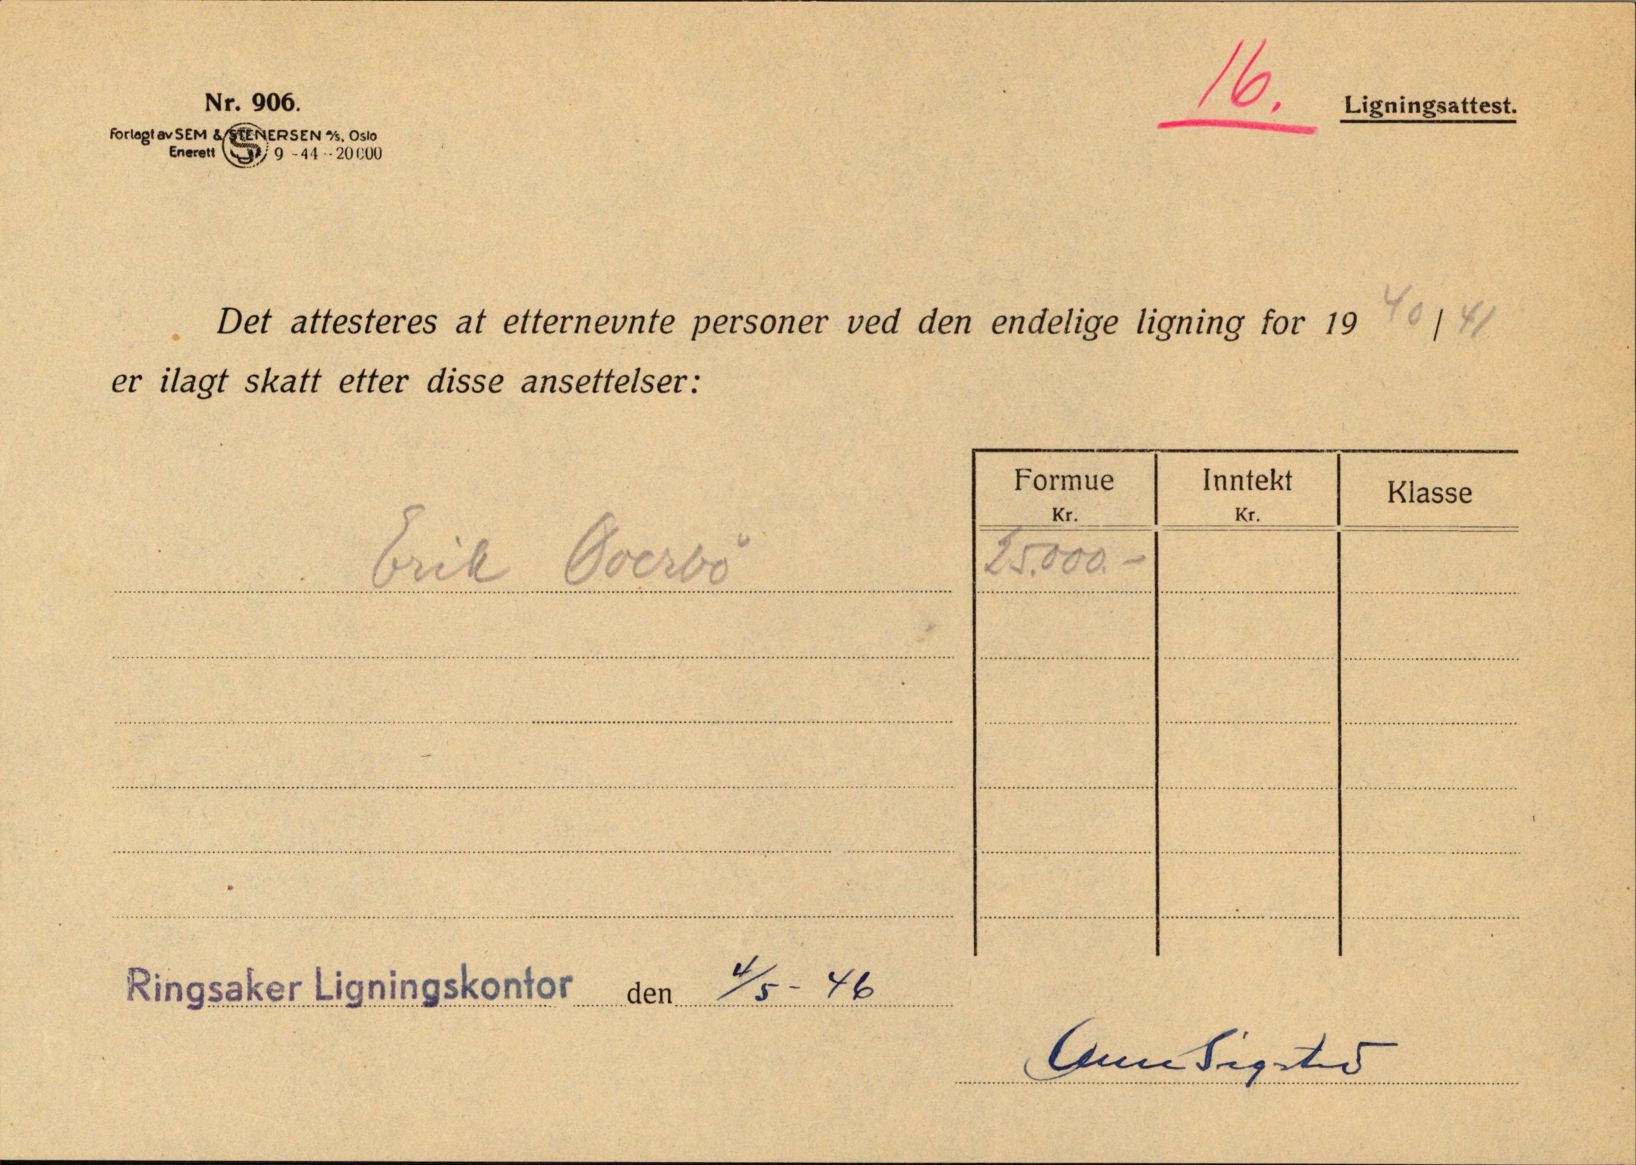 Nr. 906.
Forlagt av SEM & STENERSEN A/S, Oslo
Enerett 9 - 44 - 20000
16.
Ligningsattest.
Det attesteres at etternevnte personer ved den endelige ligning for 19 40 / 41
er ilagt skatt etter disse ansettelser:
Formue Kr.
Inntekt Kr.
Klasse
Erik Överbö 25.000.-
Ringsaker Ligningskontor den 4/5 - 46